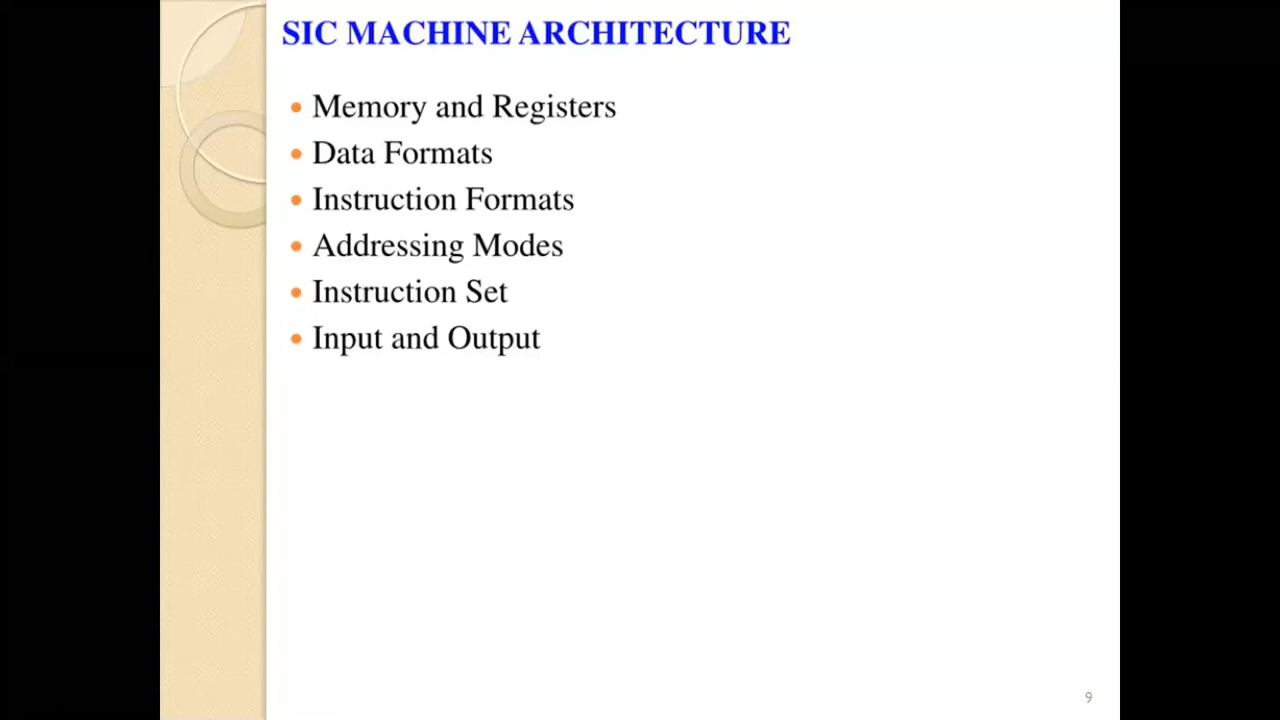 SIC MACHINE ARCHITECTURE
• Memory and Registers
• Data Formats
• Instruction Formats
• Addressing Modes
• Instruction Set
• Input and Output
9